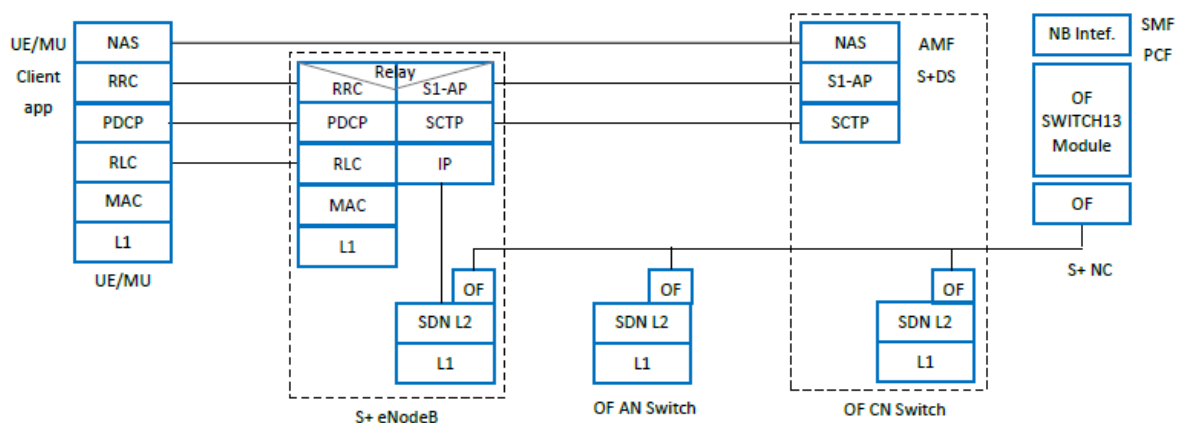 UE/MU
Client
app
NAS
RRC
PDCP
RLC
MAC
L1
UE/MU
Relay
RRC
S1-AP
PDCP
SCTP
RLC
IP
MAC
L1
OF
SDN L2
L1
S+ eNodeB
OF
SDN L2
L1
OF AN Switch
NAS
S1-AP
SCTP
AMF
S+DS
OF
SDN L2
L1
OF CN Switch
NB Intef.
SMF
PCF
OF
SWITCH13
Module
OF
S+ NC